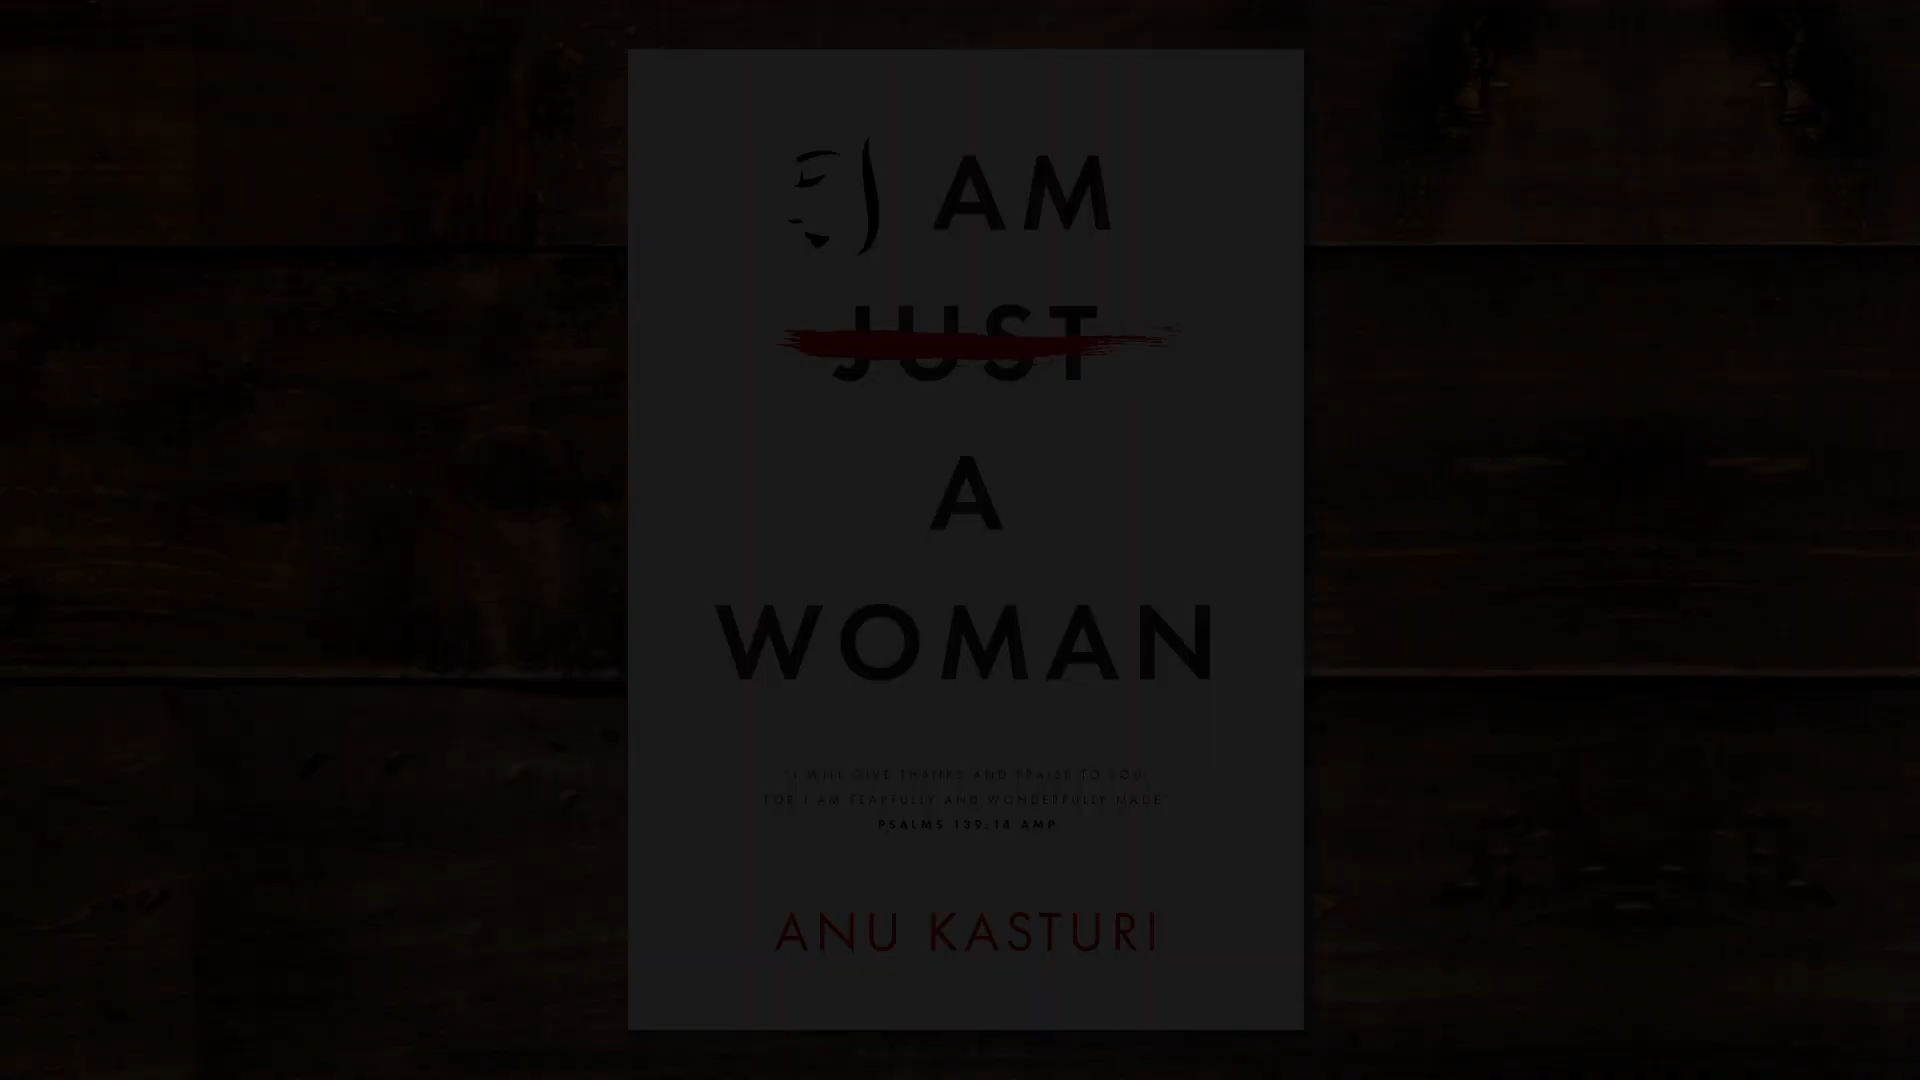 I AM
JUST
A
WOMAN
"I WILL GIVE THANKS AND PRAISE TO YOU,
FOR I AM FEARFULLY AND WONDERFULLY MADE"
PSALMS 139:14 AMP
ANU KASTURI